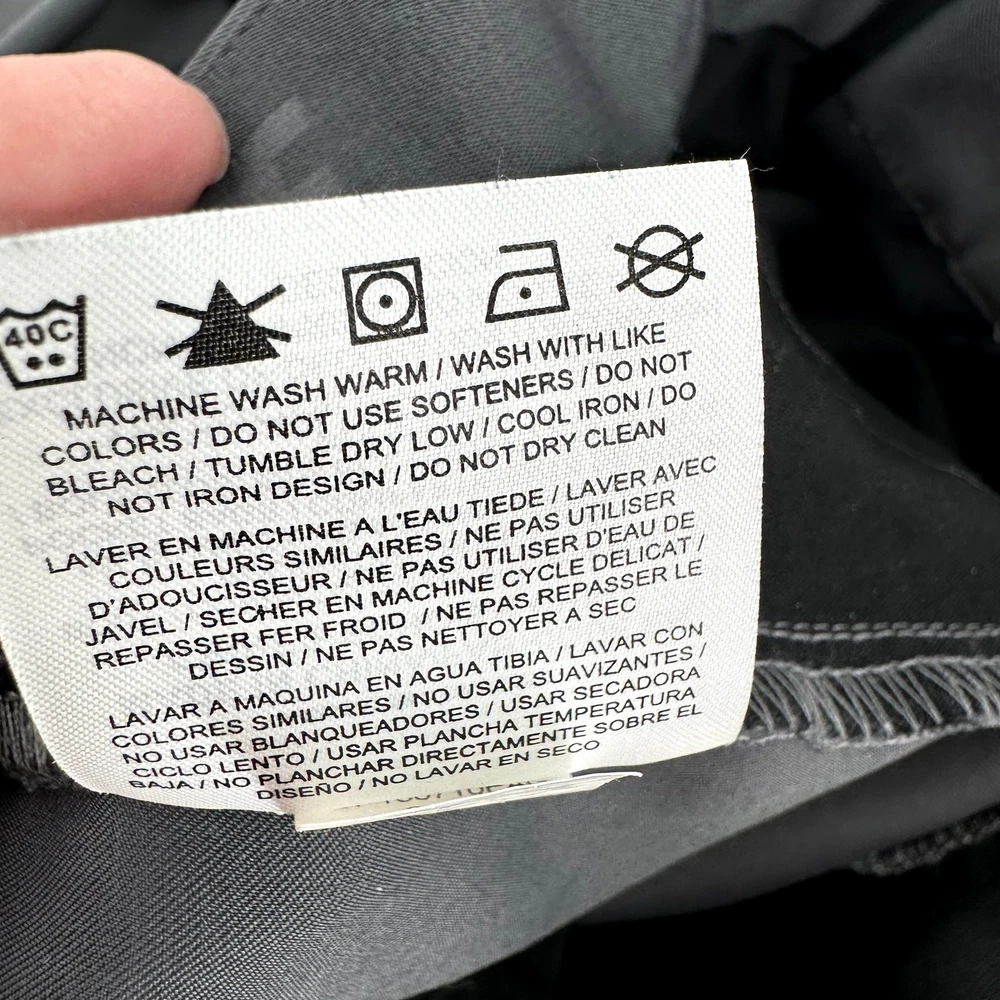 40C
MACHINE WASH WARM / WASH WITH LIKE
COLORS / DO NOT USE SOFTENERS / DO NOT
BLEACH / TUMBLE DRY LOW / COOL IRON / DO
NOT IRON DESIGN / DO NOT DRY CLEAN
LAVER EN MACHINE A L'EAU TIEDE / LAVER AVEC
COULEURS SIMILAIRES / NE PAS UTILISER
D'ADOUCISSEUR / NE PAS UTILISER D'EAU DE
JAVEL / SECHER EN MACHINE CYCLE DELICAT /
REPASSER FER FROID / NE PAS REPASSER LE
DESSIN / NE PAS NETTOYER A SEC
LAVAR A MAQUINA EN AGUA TIBIA / LAVAR CON
COLORES SIMILARES / NO USAR SUAVIZANTES /
NO USAR BLANQUEADORES / USAR SECADORA
CICLO LENTO / USAR PLANCHA TEMPERATURA
BAJA / NO PLANCHAR DIRECTAMENTE SOBRE EL
DISEÑO / NO LAVAR EN SECO